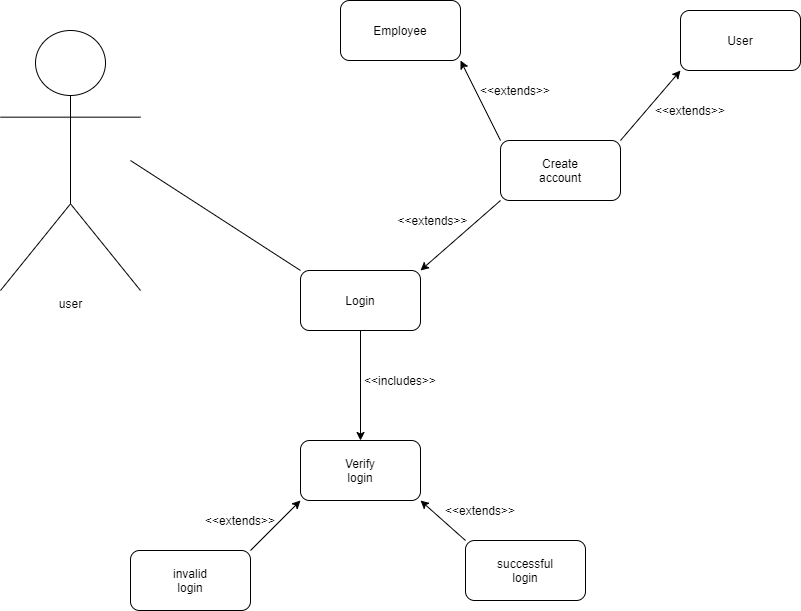 Employee
User
<<extends>>
<<extends>>
Create
account
<<extends>>
user
Login
<<includes>>
Verify
login
<<extends>>
<<extends>>
invalid
login
successful
login